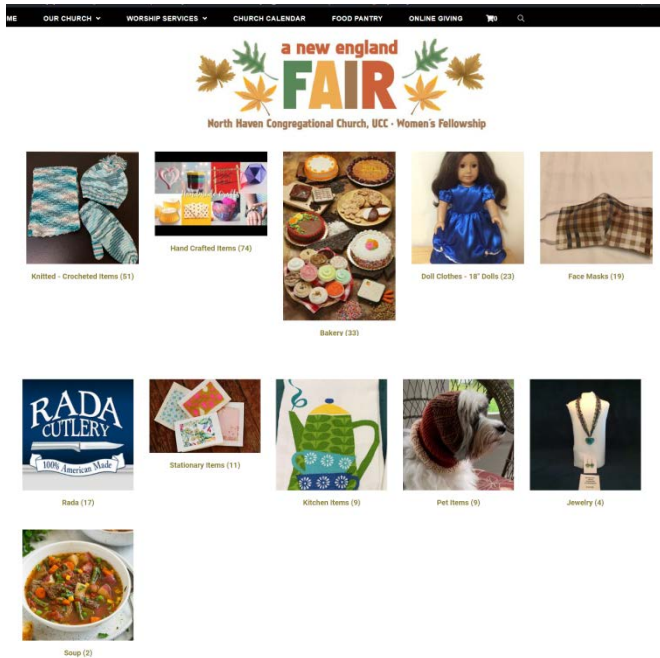 ME OUR CHURCH WORSHIP SERVICES CHURCH CALENDAR FOOD PANTRY ONLINE GIVING 0
a new england
FAIR
North Haven Congregational Church, UCC - Women's Fellowship
Knitted - Crocheted Items (51)
Hand Crafted Items (74)
Bakery (33)
Doll Clothes - 18" Dolls (23)
Face Masks (19)
RADA
CUTLERY
100% American Made
Rada (17)
Stationary Items (11)
Kitchen Items (9)
Pet Items (9)
Jewelry (4)
Soup (2)